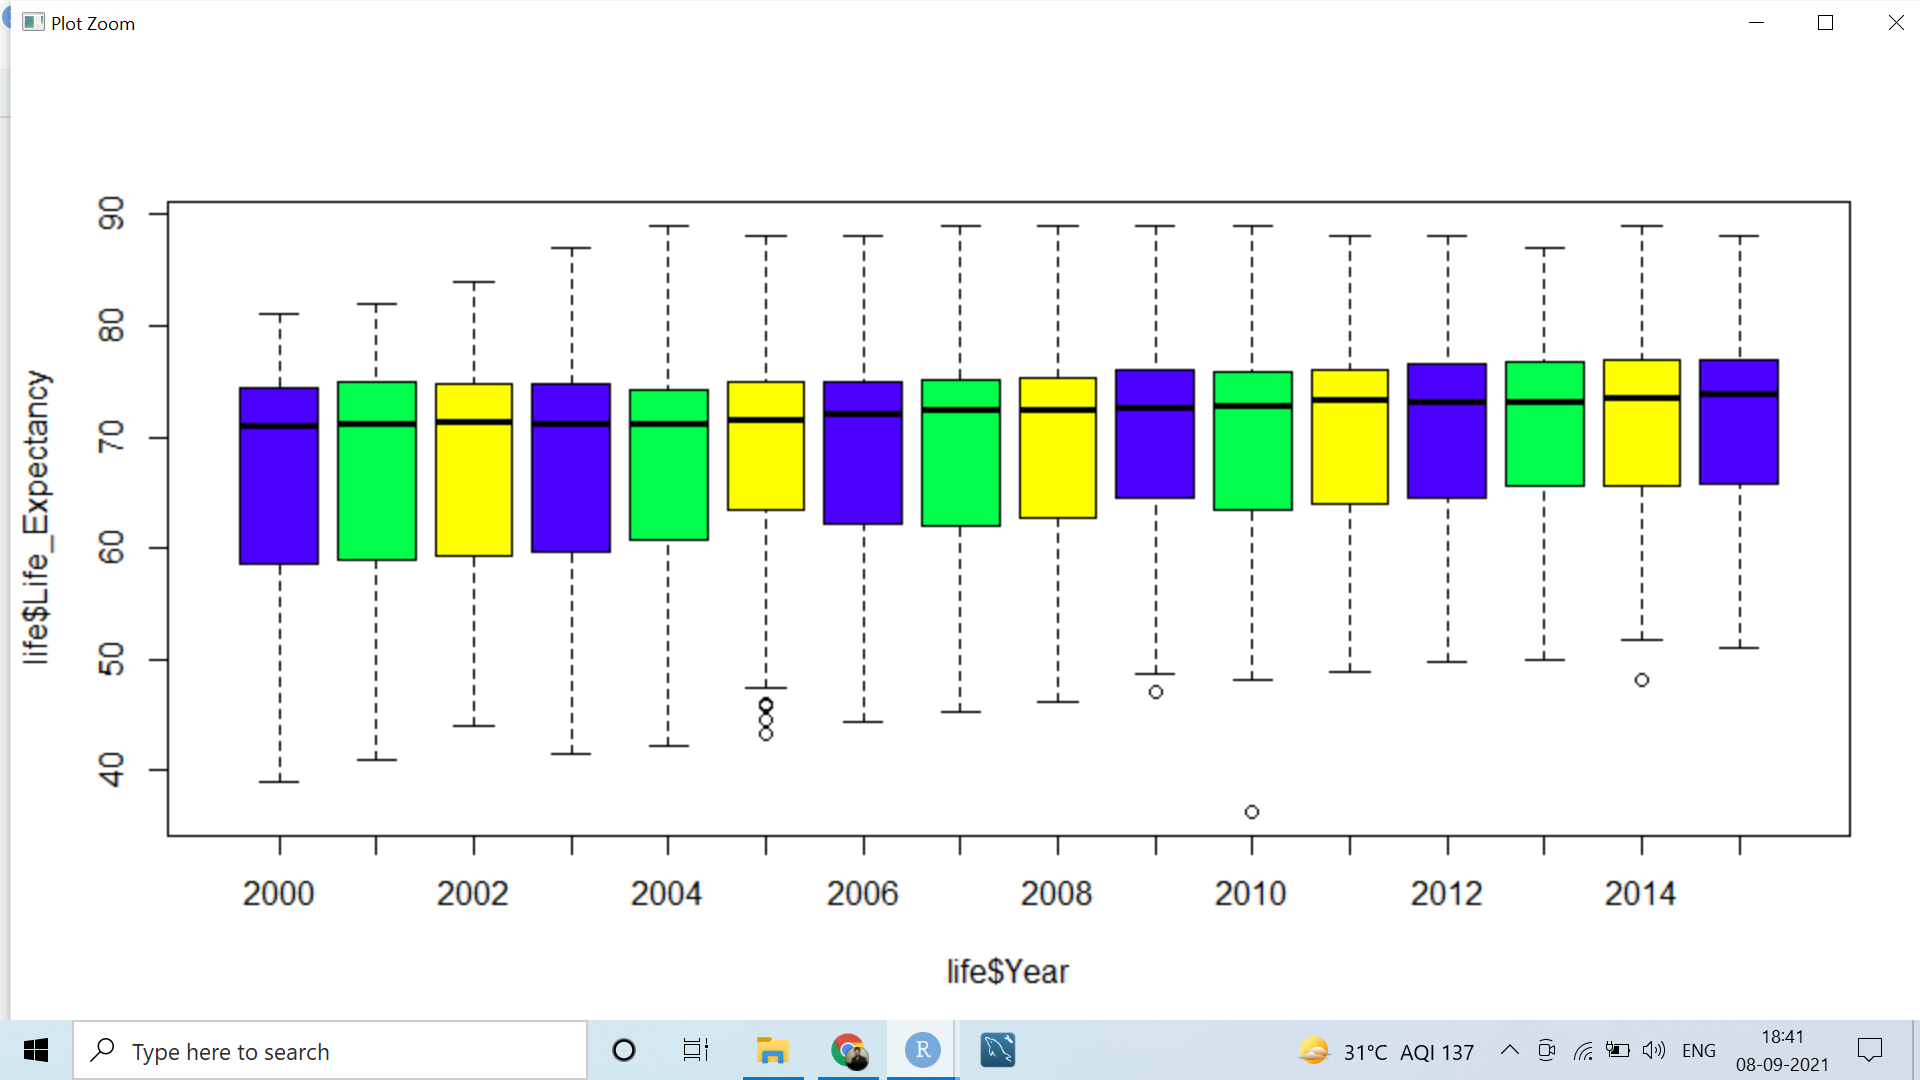 Plot Zoom
90
80
70
60
50
40
life$Life_Expectancy
2000 2002 2004 2006 2008 2010 2012 2014
life$Year
Type here to search
R
31°C AQI 137
ENG
18:41
08-09-2021